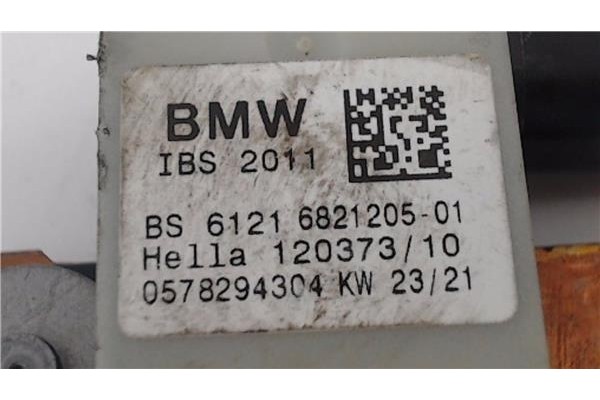 BMW
IBS 2011
BS 6121 6821205-01
Hella 120373/10
0578294304 KW 23/21